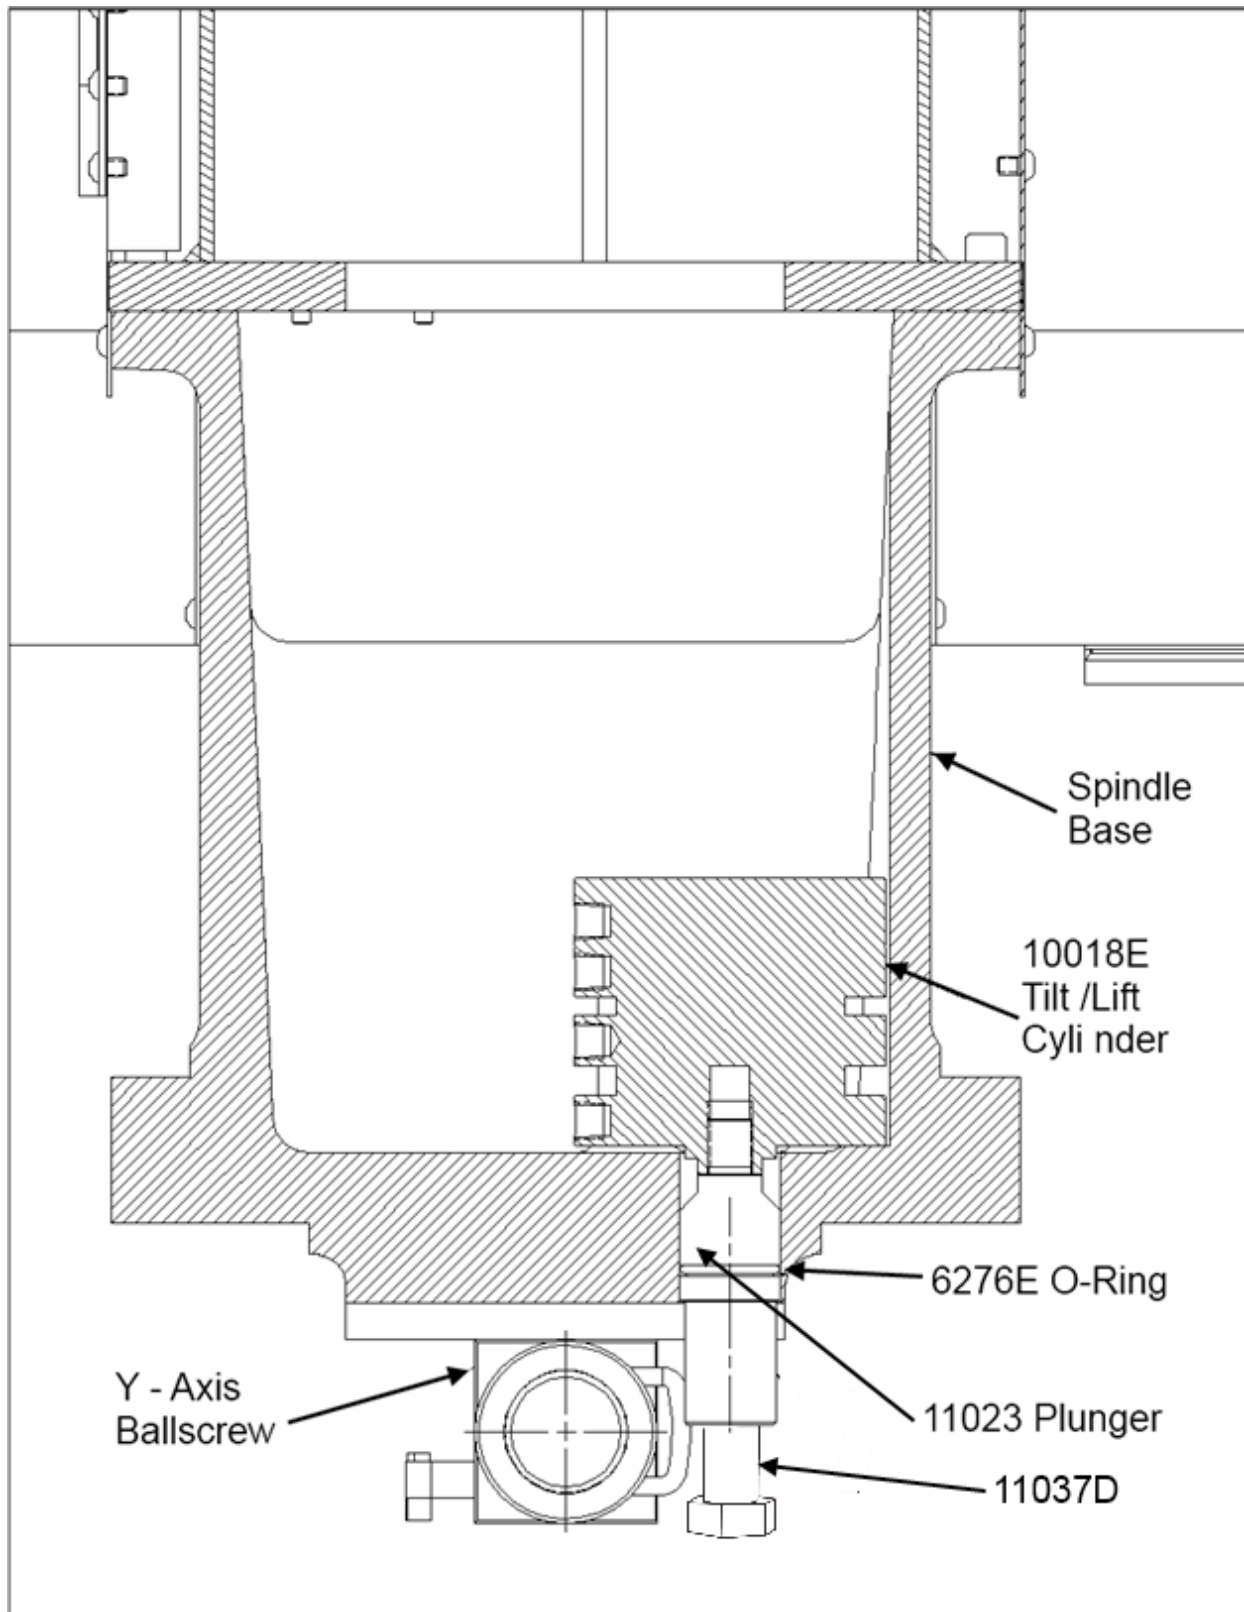 Spindle
Base
10018E
Tilt /Lift
Cyli nder
6276E O-Ring
Y - Axis
Ballscrew
11023 Plunger
11037D